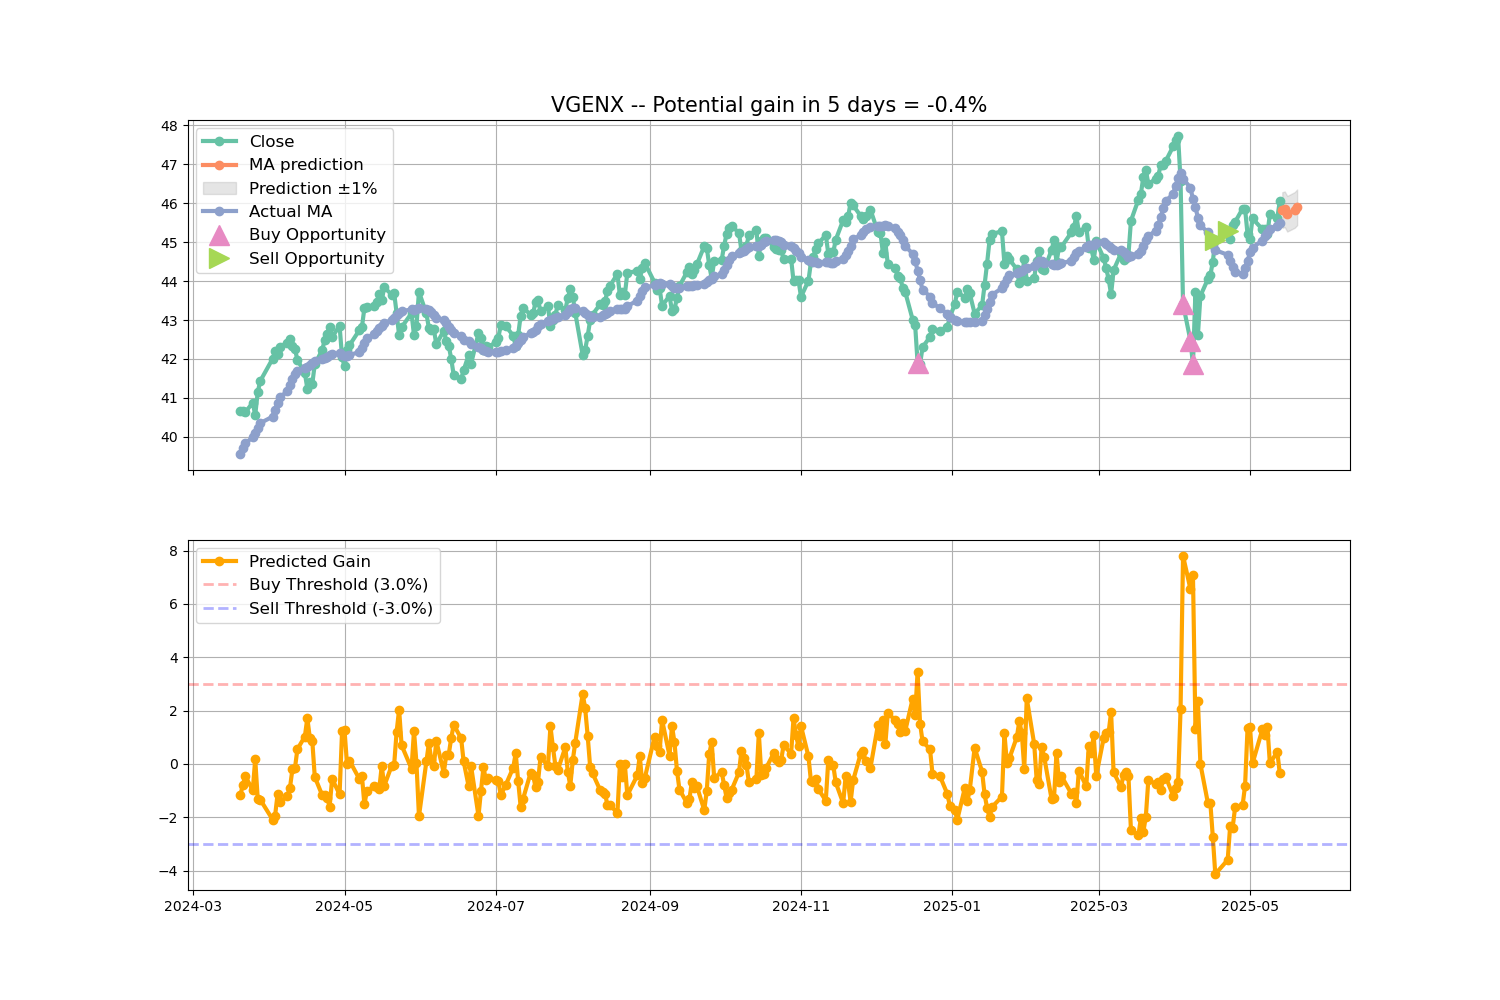 VGENX -- Potential gain in 5 days = -0.4%
48
47
46
45
44
43
42
41
40
Close
MA prediction
Prediction ±1%
Actual MA
Buy Opportunity
Sell Opportunity
8
6
4
2
0
−2
−4
Predicted Gain
Buy Threshold (3.0%)
Sell Threshold (-3.0%)
2024-03
2024-05
2024-07
2024-09
2024-11
2025-01
2025-03
2025-05